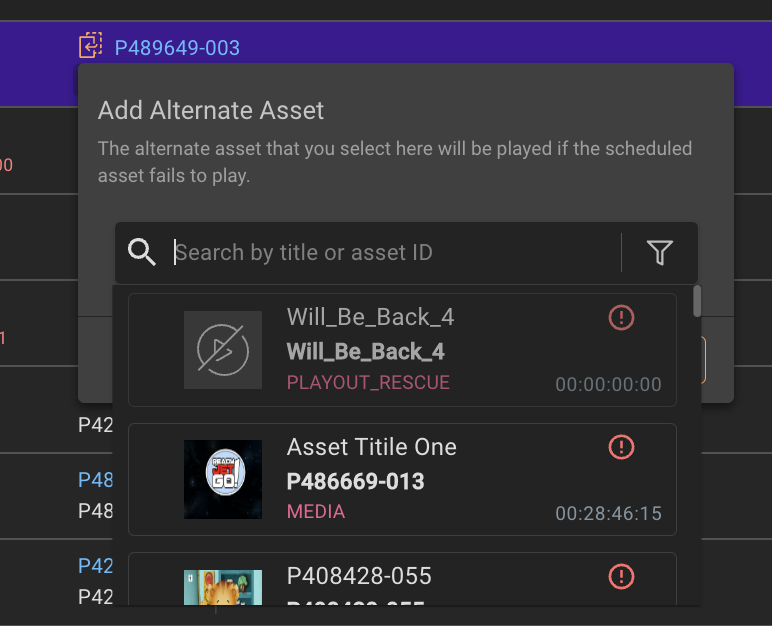 P489649-003
Add Alternate Asset
The alternate asset that you select here will be played if the scheduled
asset fails to play.
00
Search by title or asset ID
Will_Be_Back_4
Will_Be_Back_4
PLAYOUT_RESCUE
00:00:00:00
1
Asset Titile One
P486669-013
MEDIA
00:28:46:15
READY
JET
GO!
P42
P48
P48
P408428-055
P42
P42